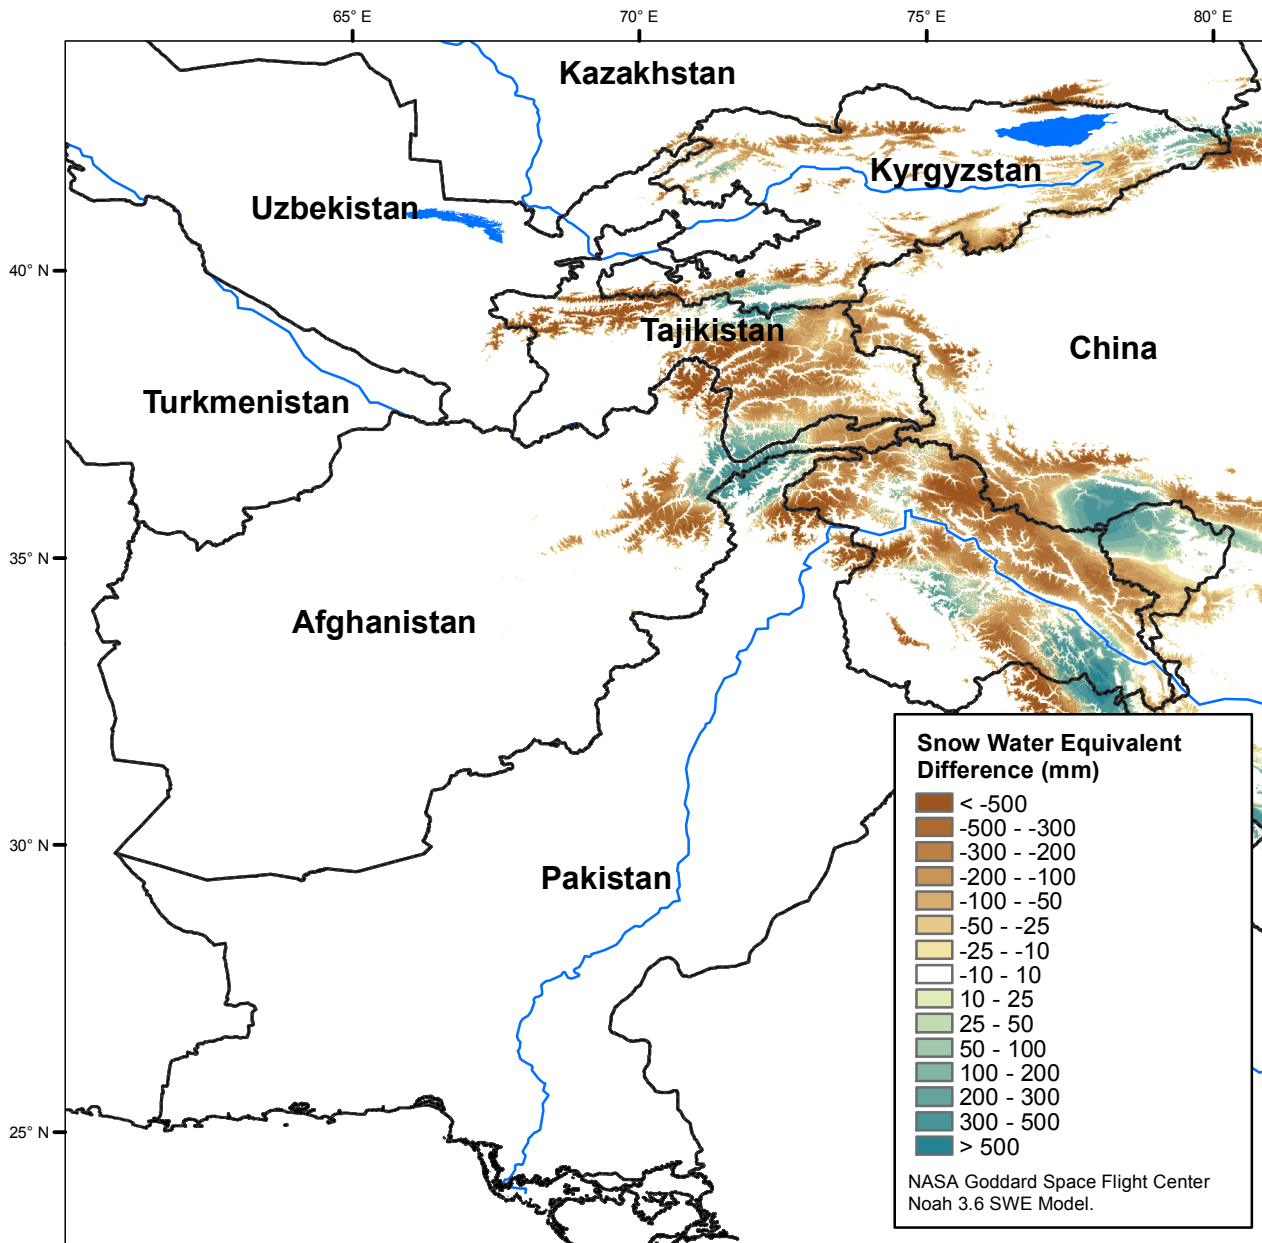 65° E
70° E
75° E
80° E
Kazakhstan
Kyrgyzstan
Uzbekistan
40° N
Tajikistan
China
Turkmenistan
35° N
Afghanistan
30° N
Pakistan
25° N
Snow Water Equivalent
Difference (mm)
< -500
-500 - -300
-300 - -200
-200 - -100
-100 - -50
-50 - -25
-25 - -10
-10 - 10
10 - 25
25 - 50
50 - 100
100 - 200
200 - 300
300 - 500
> 500
NASA Goddard Space Flight Center
Noah 3.6 SWE Model.